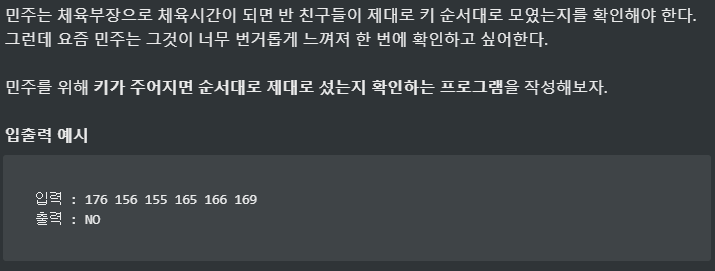 민주는 체육부장으로 체육시간이 되면 반 친구들이 제대로 키 순서대로 모였는지를 확인해야 한다.
그런데 요즘 민주는 그것이 너무 번거롭게 느껴져 한 번에 확인하고 싶어한다.
민주를 위해 키가 주어지면 순서대로 제대로 섰는지 확인하는 프로그램을 작성해보자.
입출력 예시
입력 : 176 156 155 165 166 169
출력 : NO